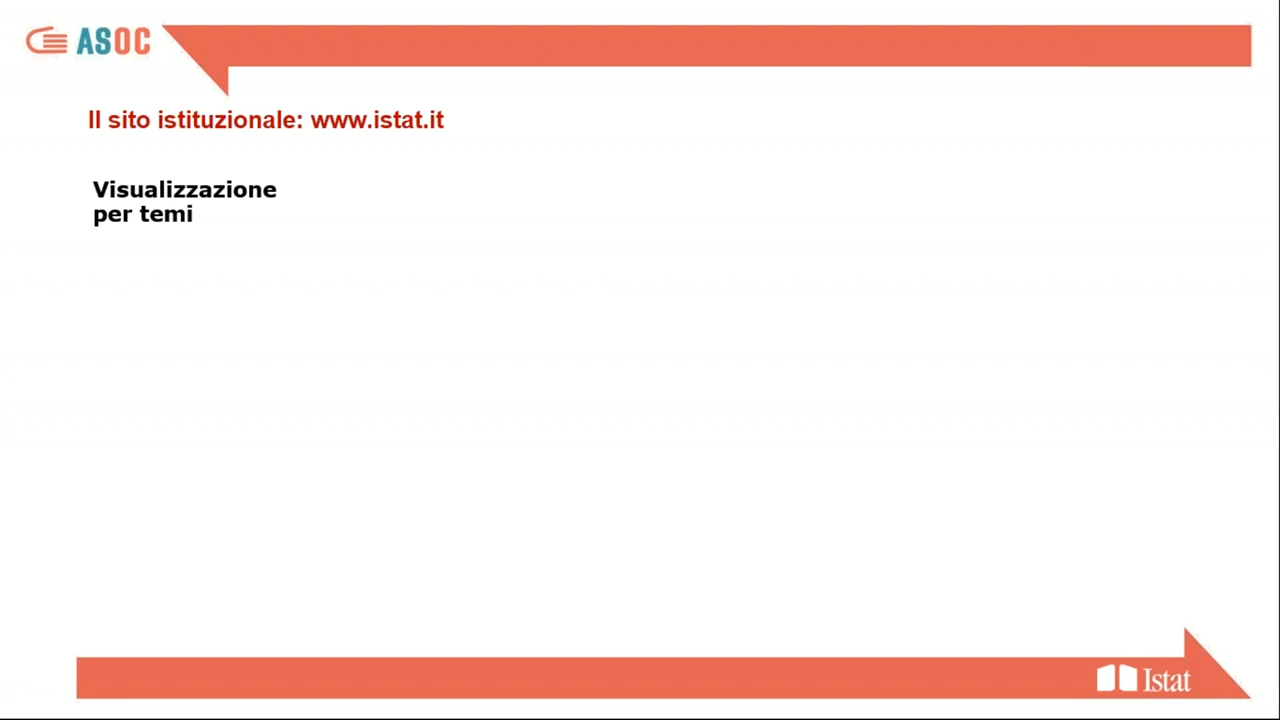 ASOC
Il sito istituzionale: www.istat.it
Visualizzazione
per temi
Istat